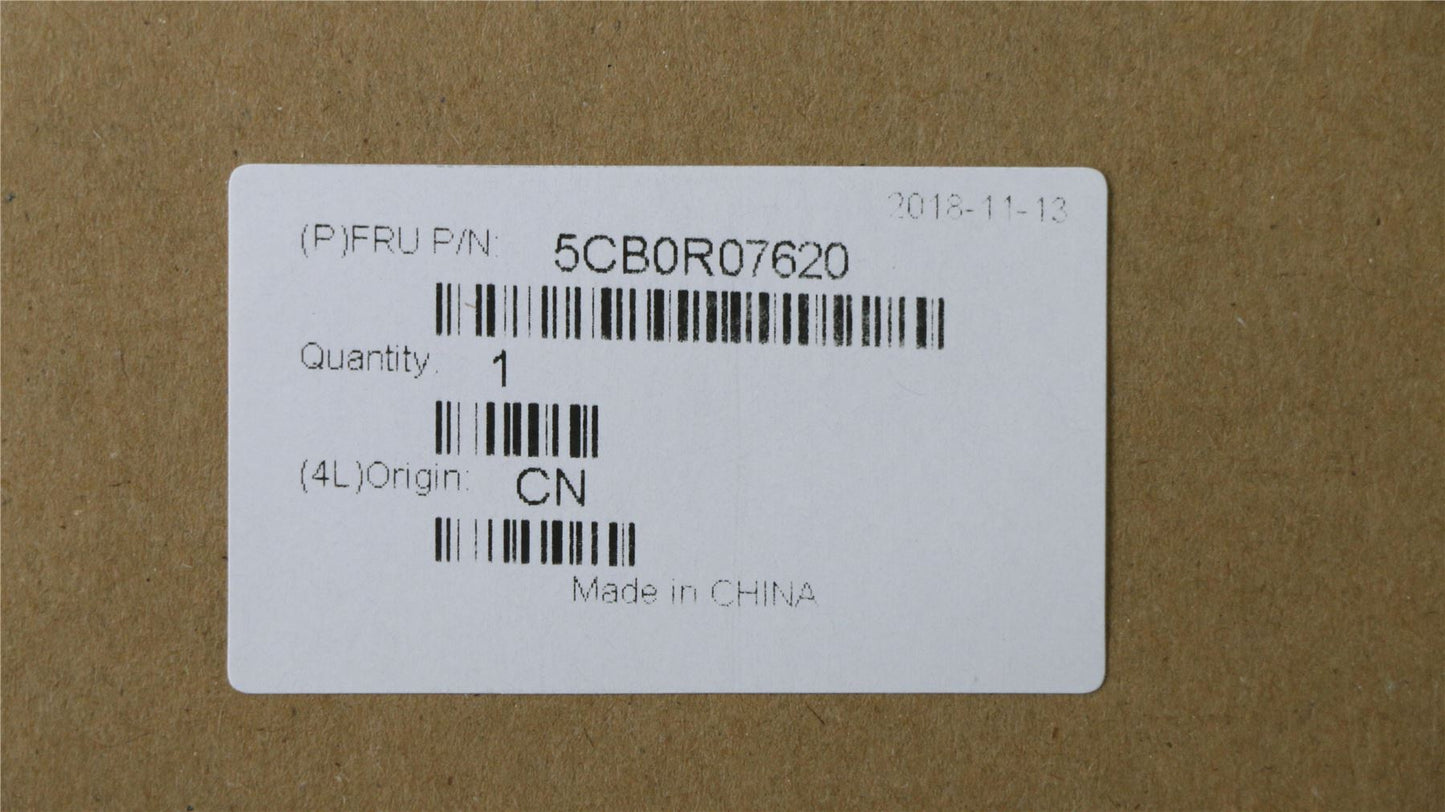 2018-11-13
(P)FRU P/N: 5CB0R07620
Quantity: 1
(4L)Origin: CN
Made in CHINA